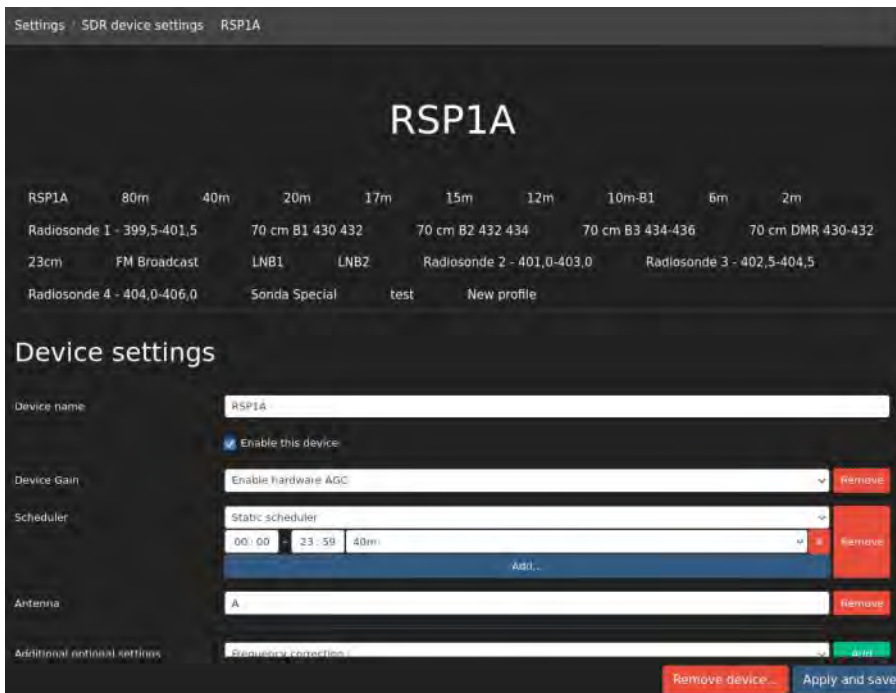 Settings / SDR device settings / RSP1A
RSP1A
RSP1A 80m 40m 20m 17m 15m 12m 10m-B1 6m 2m
Radiosonde 1 - 399,5-401,5 70 cm B1 430 432 70 cm B2 432 434 70 cm B3 434-436 70 cm DMR 430-432
23cm FM Broadcast LNB1 LNB2 Radiosonde 2 - 401,0-403,0 Radiosonde 3 - 402,5-404,5
Radiosonde 4 - 404,0-406,0 Sonda Special test New profile
Device settings
Device name RSP1A
Enable this device
Device Gain Enable hardware AGC Remove
Scheduler Static scheduler
00:00 - 23:59 40m Remove
Add...
Antenna A Remove
Additional optional settings Frequency correction Add
Remove device... Apply and save